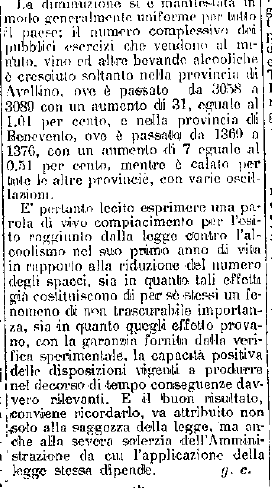 La diminuzione si è manifestata in
modo generalmente uniforme per tutto
il paese; il numero complessivo dei
pubblici esercizi che vendono al mi-
nuto, vino ed altre bevande alcooliche
è cresciuto soltanto nella provincia di
Avellino, ove è passato da 3058 a
3089 con un aumento di 31, eguale al
1.01 per cento, e nella provincia di
Benevento, ove è passato da 1369 a
1376, con un aumento di 7 eguale al
0.51 per cento, mentre è calato per
tute le altre provincie, con varie oscil-
lazioni.
E' pertanto lecito esprimere una pa-
rola di vivo compiacimento per l'esi-
to raggiunto dalla legge contro l'al-
coolismo nel suo primo anno di vita
in rapporto alla riduzione del numero
degli spacci, sia in quanto tali effetti
già costituiscono di per sè stessi un fe-
nomeno di non trascurabile importan-
za, sia in quanto quegli effetto prova-
no, con la garanzia fornita dalla veri-
fica sperimentale, la capacità positiva
delle disposizioni vigenti a produrre
nel decorso di tempo conseguenze dav-
vero rilevanti. E il buon risultato,
conviene ricordarlo, va attribuito non
solo alla saggezza della legge, ma an-
che alla severa solerzia dell'Ammini-
strazione da cui l'applicazione della
legge stessa dipende. g. c.